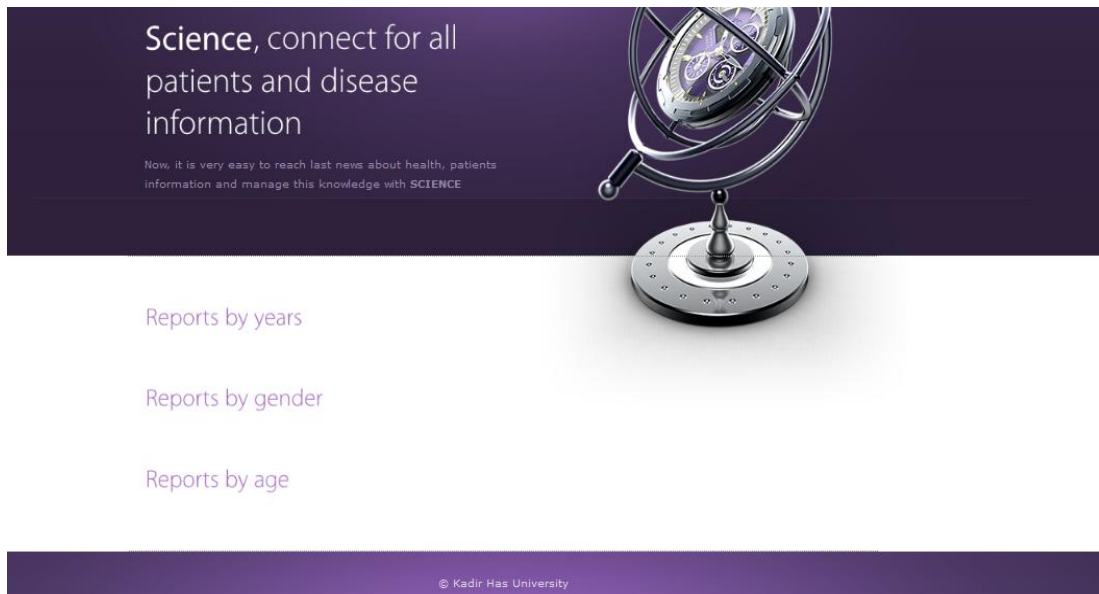 Science, connect for all
patients and disease
information
Now, it is very easy to reach last news about health, patients
information and manage this knowledge with SCIENCE
Reports by years
Reports by gender
Reports by age
© Kadir Has University